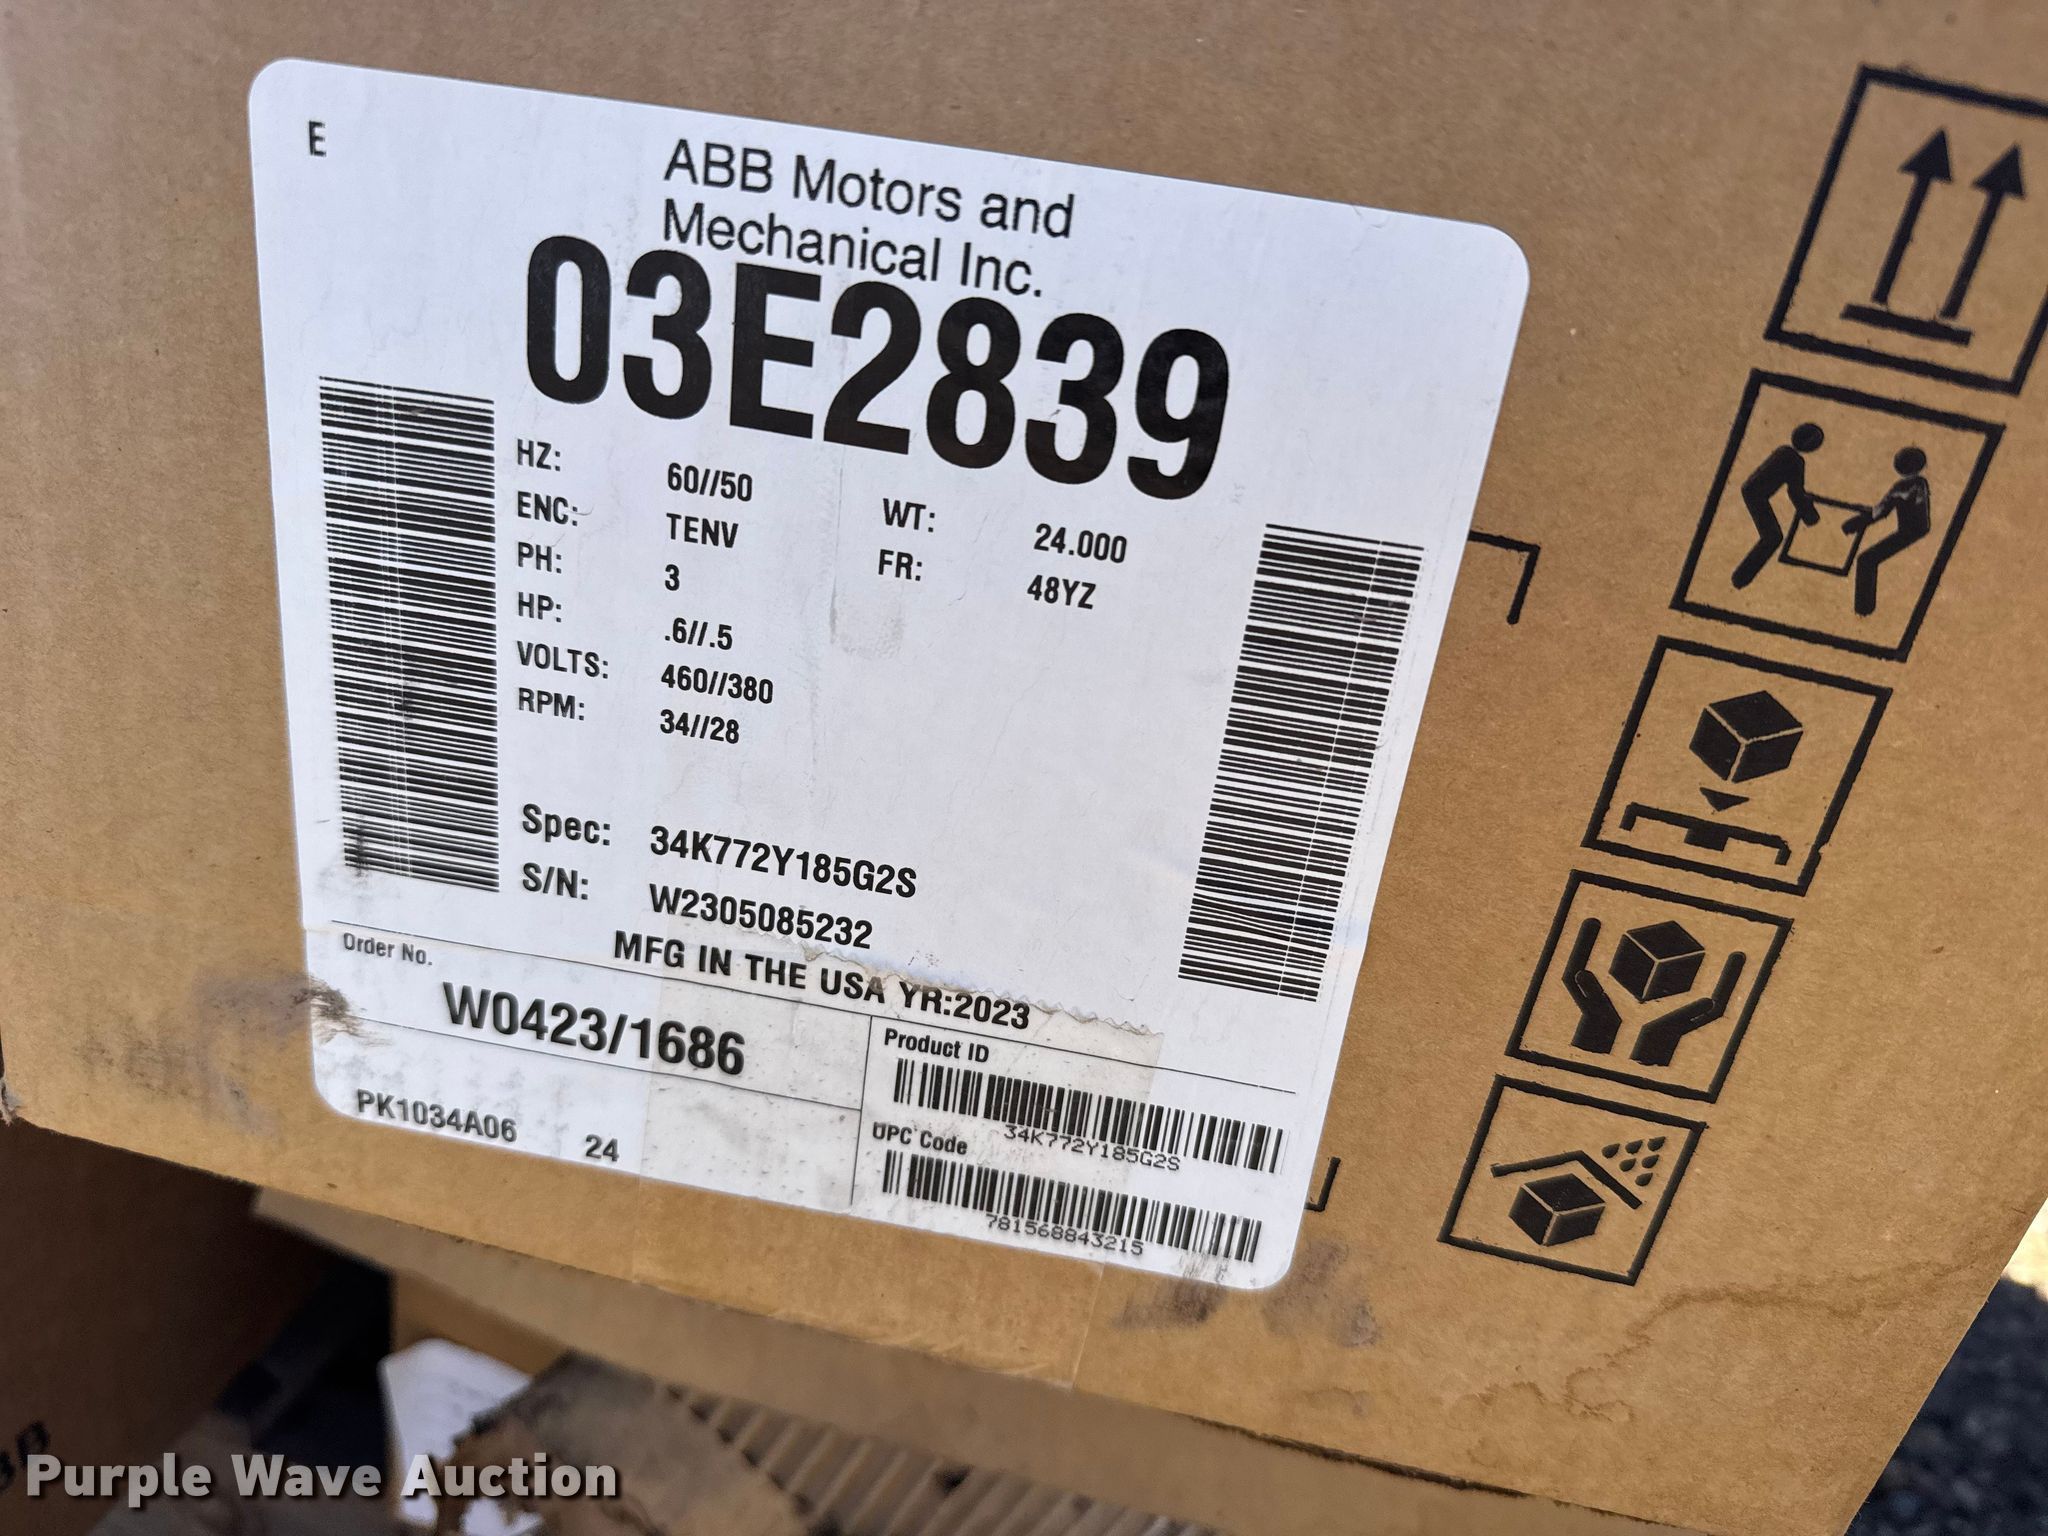 E
ABB Motors and
Mechanical Inc.
03E2839
HZ: 60//50
ENC: TENV WT: 24.000
PH: 3 FR: 48YZ
HP: .6//.5
VOLTS: 460//380
RPM: 34//28
Spec: 34K772Y185G2S
S/N: W2305085232
MFG IN THE USA YR:2023
Order No.
W0423/1686
PK1034A06 24
Product ID
34K772Y185G2S
UPC Code
781568843215
Purple Wave Auction